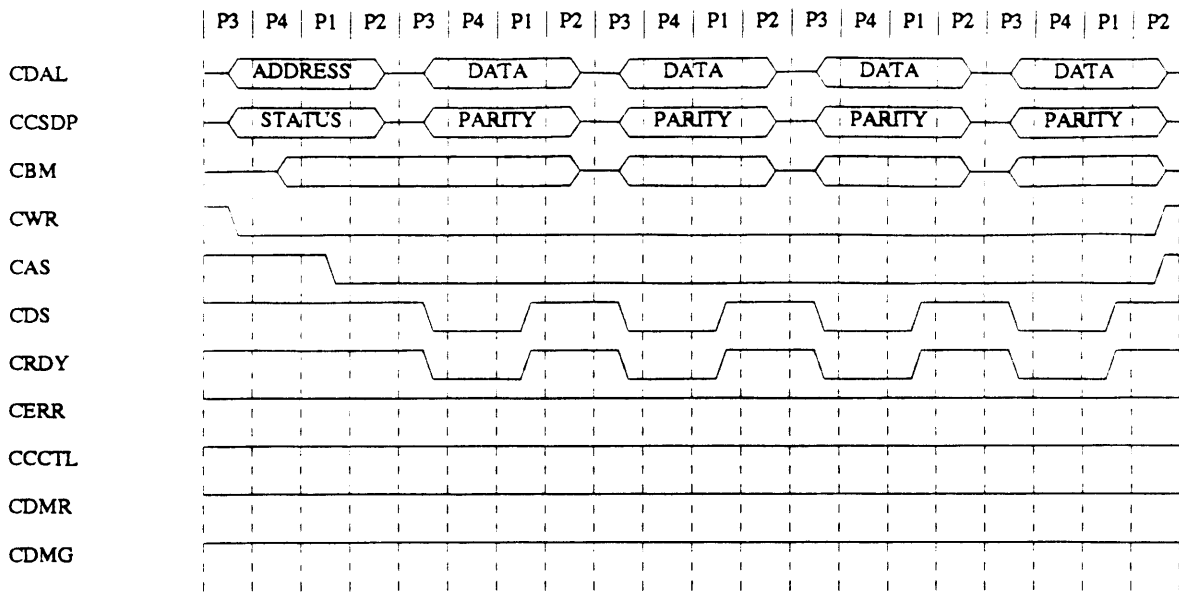 P3 P4 P1 P2 P3 P4 P1 P2 P3 P4 P1 P2 P3 P4 P1 P2 P3 P4 P1 P2
CDAL ADDRESS DATA DATA DATA DATA
CCSDP STATUS PARITY PARITY PARITY PARITY
CBM
CWR
CAS
CDS
CRDY
CERR
CCCTL
CDMR
CDMG